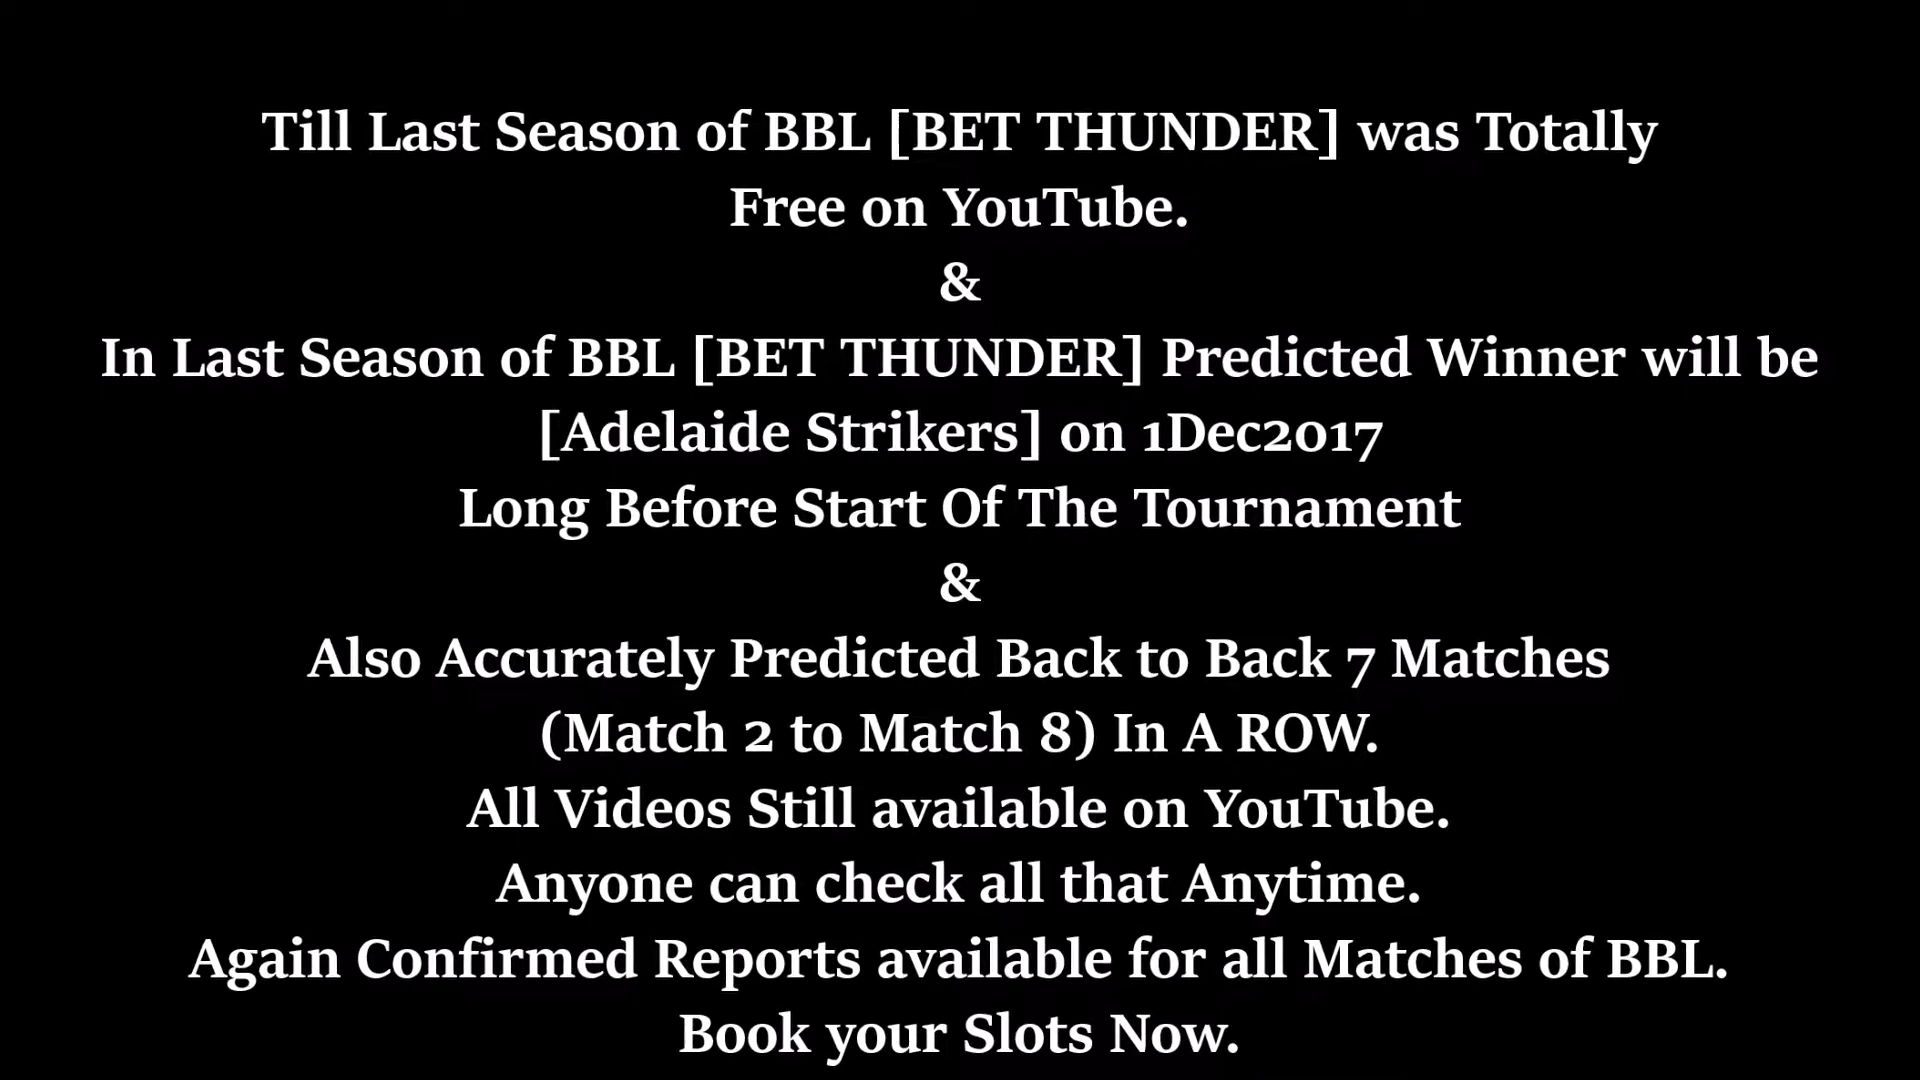 Till Last Season of BBL [BET THUNDER] was Totally
Free on YouTube.
&
In Last Season of BBL [BET THUNDER] Predicted Winner will be
[Adelaide Strikers] on 1Dec2017
Long Before Start Of The Tournament
&
Also Accurately Predicted Back to Back 7 Matches
(Match 2 to Match 8) In A ROW.
All Videos Still available on YouTube.
Anyone can check all that Anytime.
Again Confirmed Reports available for all Matches of BBL.
Book your Slots Now.